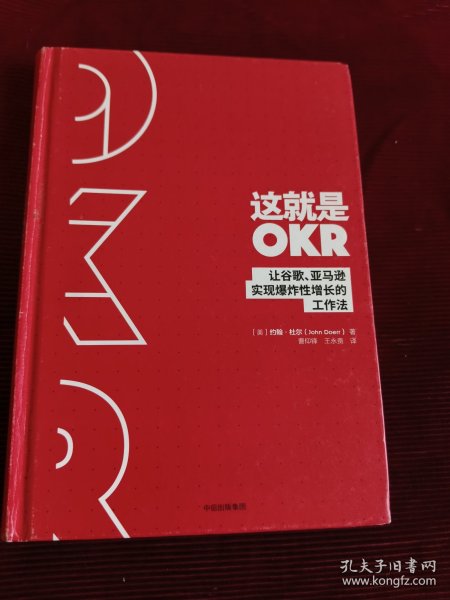 这就是
OKR
让谷歌、亚马逊
实现爆炸性增长的
工作法
[美] 约翰·杜尔（John Doerr）著
曹仰锋 王永贵 译
中信出版集团
孔夫子旧书网
www.kongfz.com